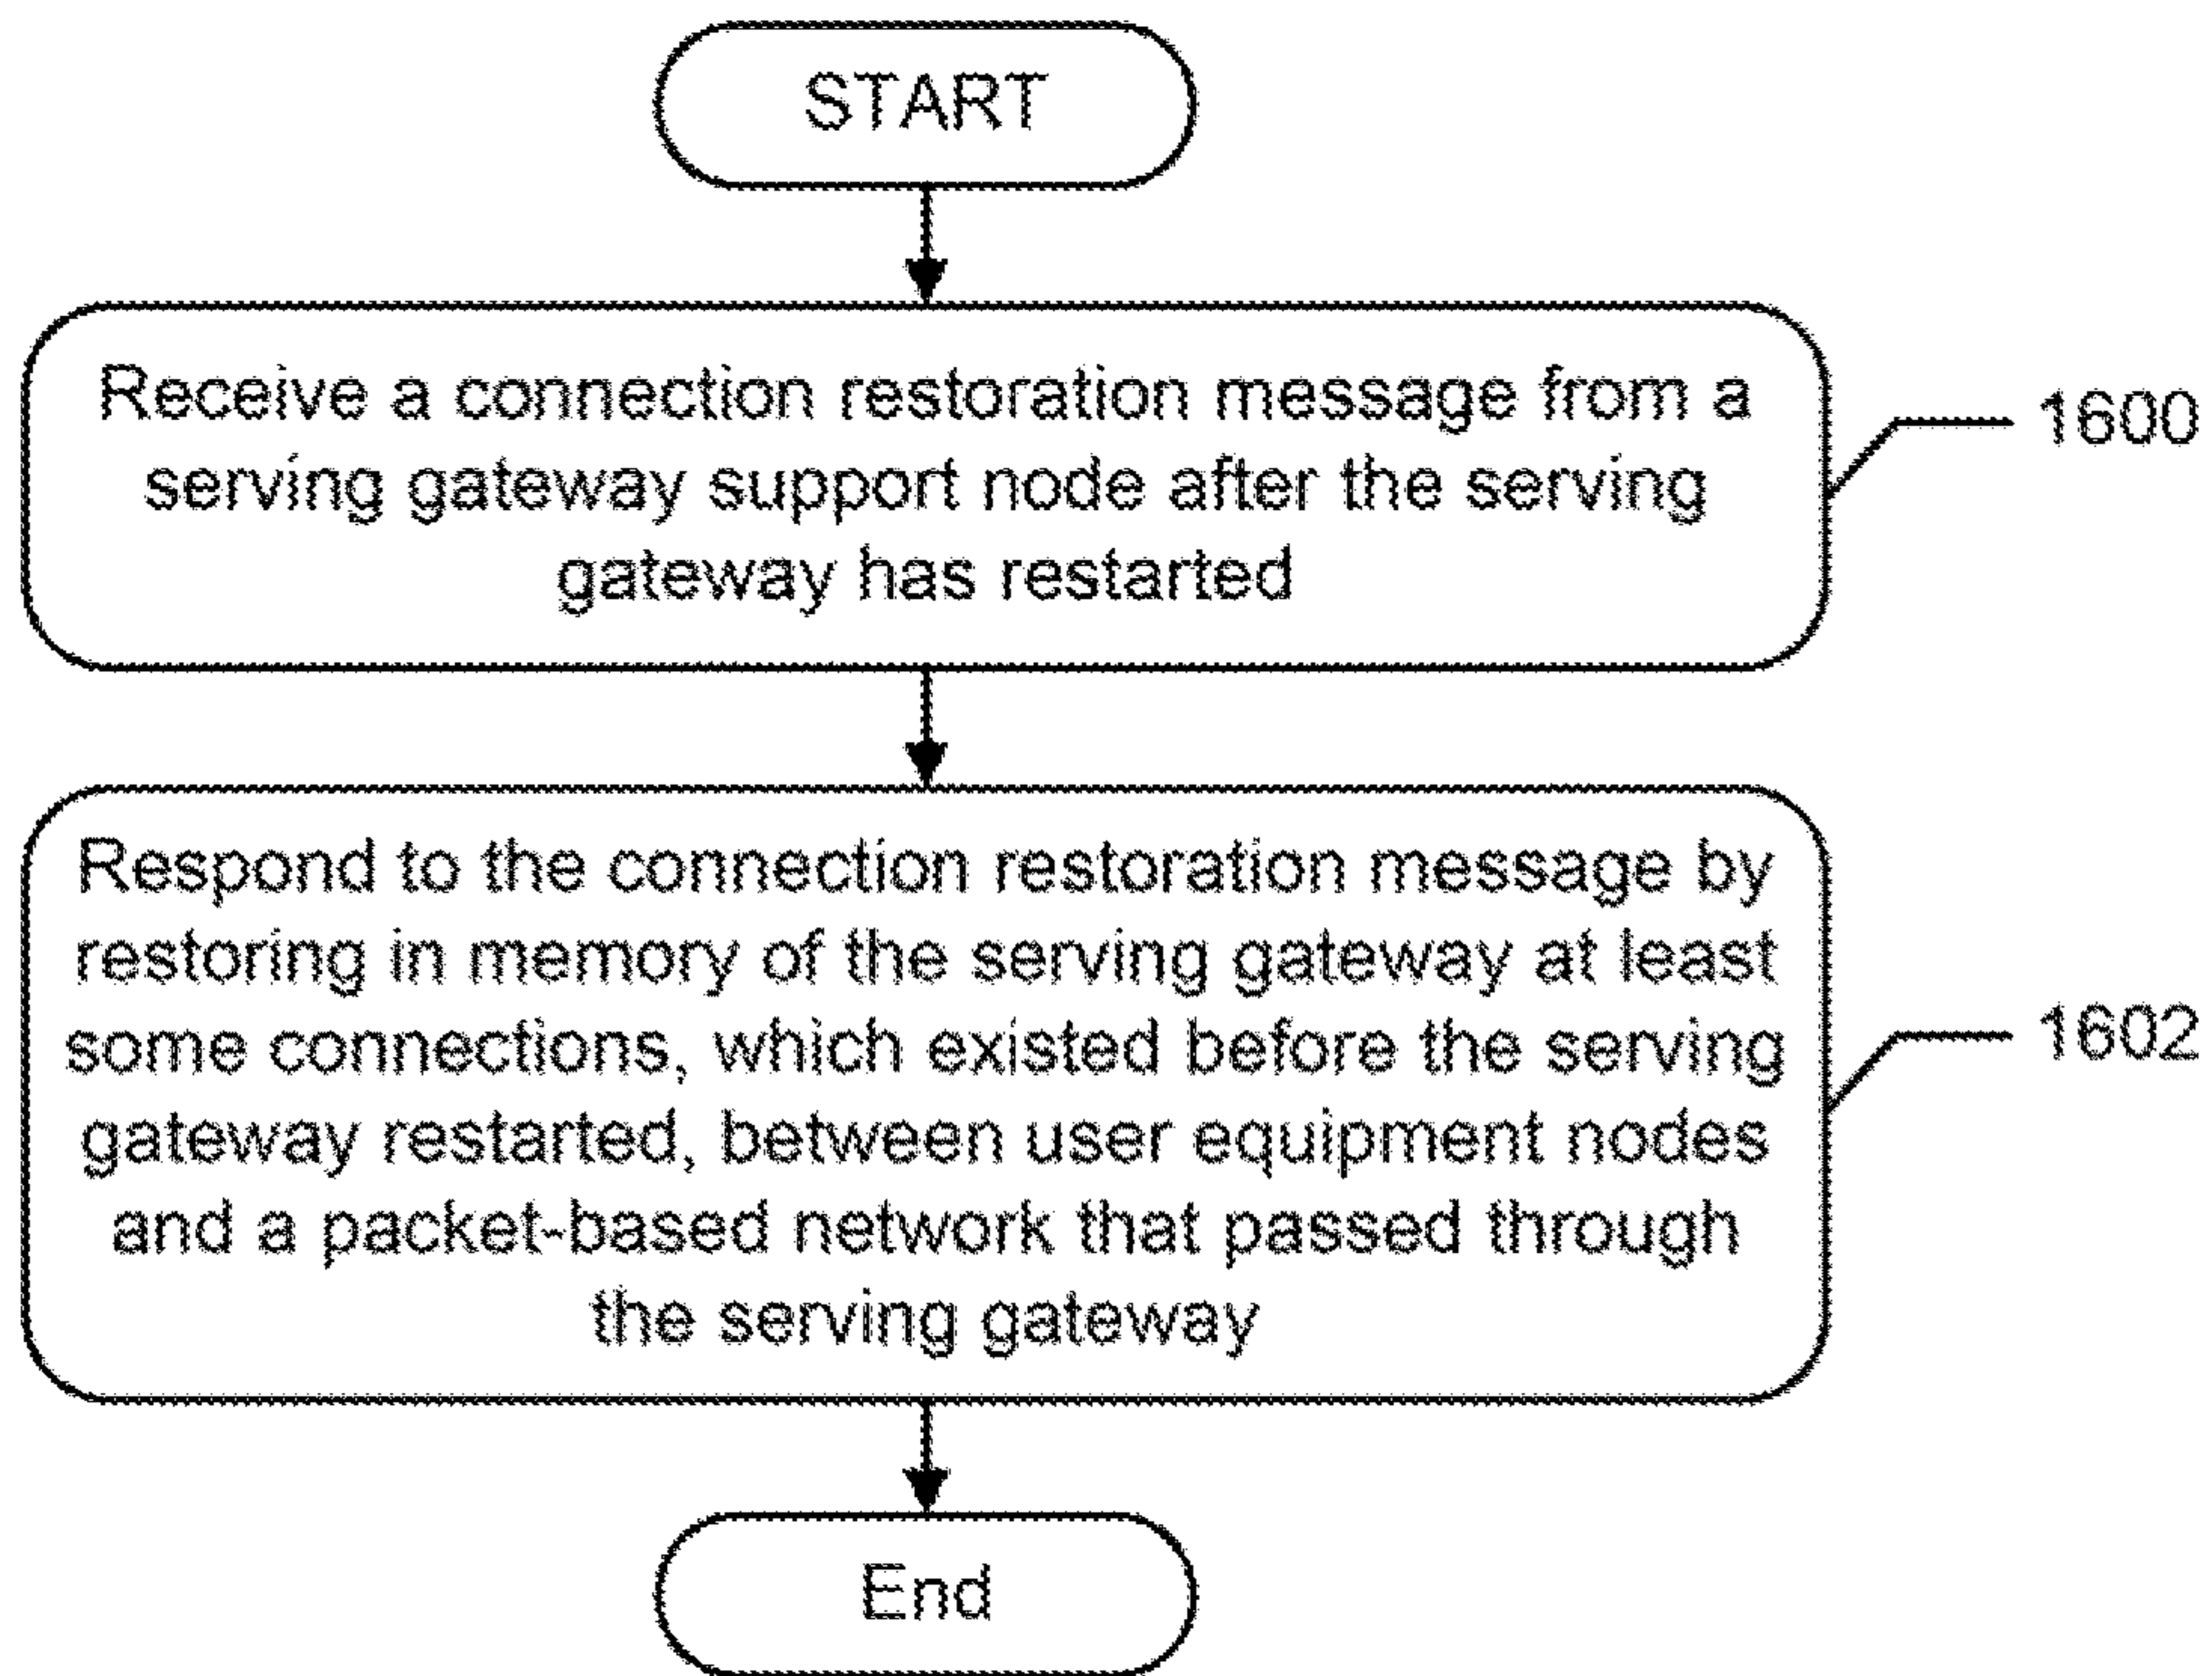 START
Receive a connection restoration message from a
serving gateway support node after the serving
gateway has restarted
1600
Respond to the connection restoration message by
restoring in memory of the serving gateway at least
some connections, which existed before the serving
gateway restarted, between user equipment nodes
and a packet-based network that passed through
the serving gateway
1602
End